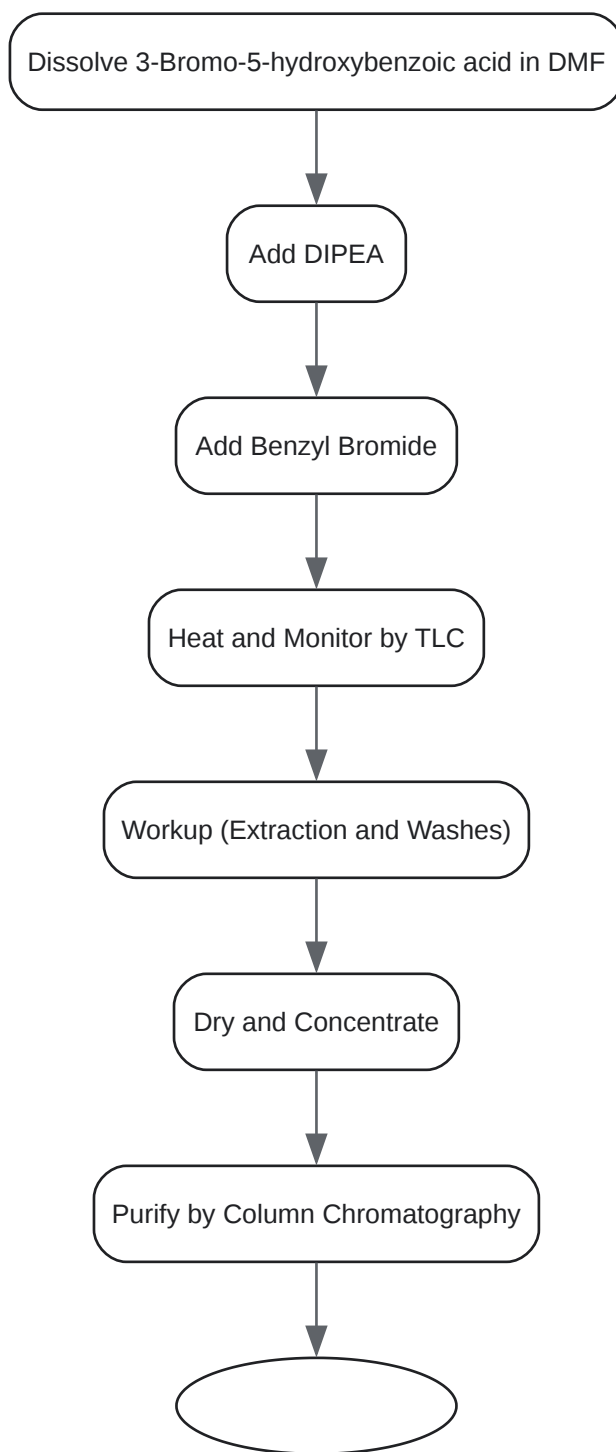 Dissolve 3-Bromo-5-hydroxybenzoic acid in DMF
Add DIPEA
Add Benzyl Bromide
Heat and Monitor by TLC
Workup (Extraction and Washes)
Dry and Concentrate
Purify by Column Chromatography